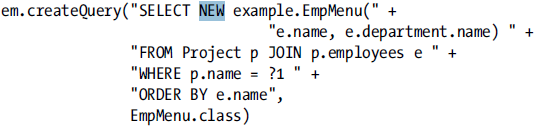 em.createQuery("SELECT NEW example.EmpMenu(" +
"e.name, e.department.name) " +
"FROM Project p JOIN p.employees e " +
"WHERE p.name = ?1 " +
"ORDER BY e.name",
EmpMenu.class)